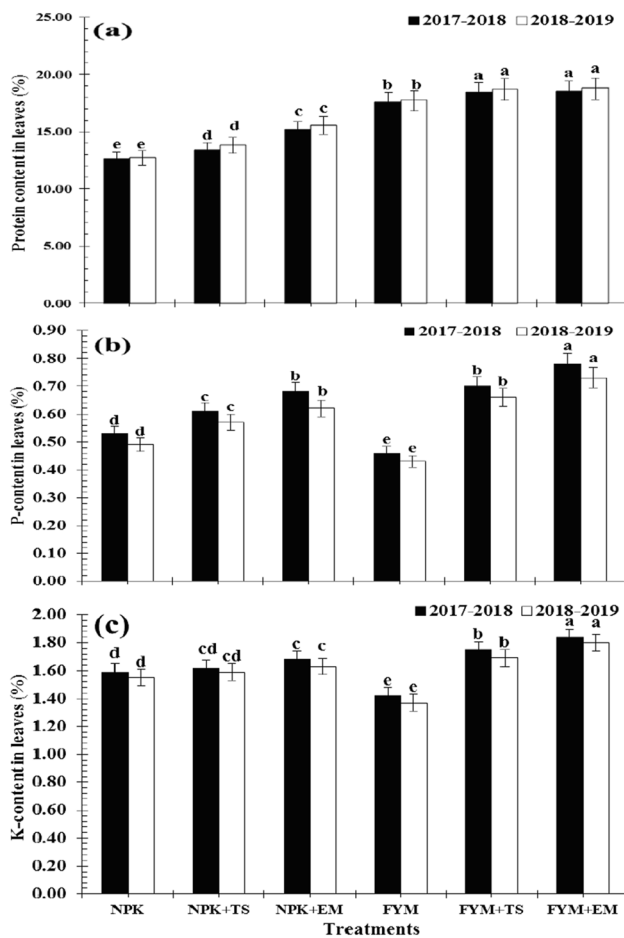 (a)
2017-2018 2018-2019
Protein content in leaves (%)
25.00
20.00
15.00
10.00
5.00
0.00
e e d d c c b b a a a a
(b)
2017-2018 2018-2019
P-content in leaves (%)
0.90
0.80
0.70
0.60
0.50
0.40
0.30
0.20
0.10
0.00
d d c c b b e e b b a a
(c)
2017-2018 2018-2019
K-content in leaves (%)
2.00
1.80
1.60
1.40
1.20
1.00
0.80
0.60
0.40
0.20
0.00
d d cd cd c c e e b b a a
NPK NPK+TS NPK+EM FYM FYM+TS FYM+EM
Treatments